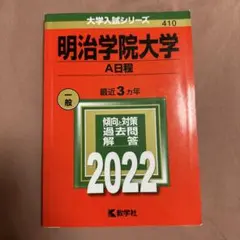 大学入試シリーズ
410
明治学院大学
A日程
一般
最近3ヵ年
傾向と対策
過去問
解答
2022
教学社